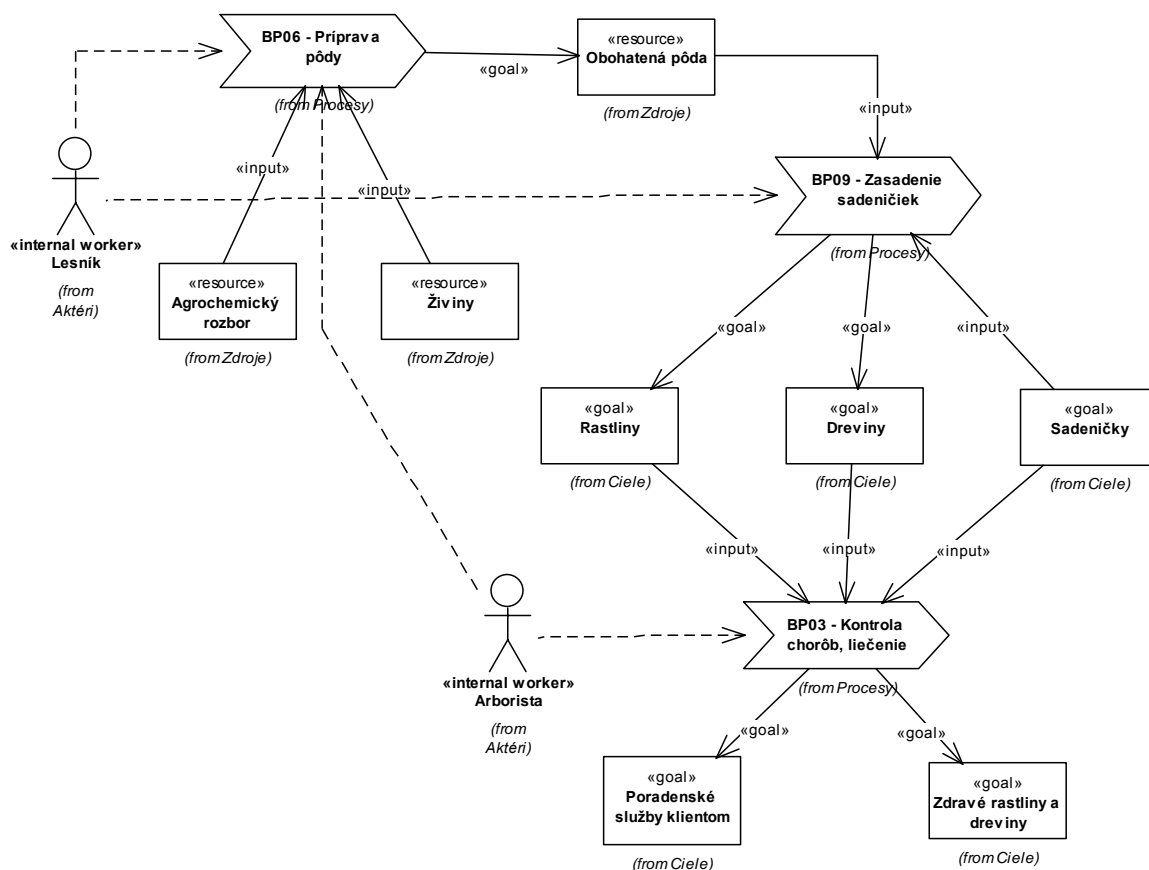 BP06 - Príprava
pôdy
(from Procesy)
«goal»
«resource»
Obohatená pôda
(from Zdroje)
«input»
«input»
«input»
BP09 - Zasadenie
sadeničiek
(from Procesy)
«internal worker»
Lesník
(from
Aktéri)
«resource»
Agrochemický
rozbor
(from Zdroje)
«resource»
Živiny
(from Zdroje)
«goal»
«goal»
«input»
«goal»
Rastliny
(from Ciele)
«goal»
Dreviny
(from Ciele)
«goal»
Sadeničky
(from Ciele)
«input»
«input»
«input»
«internal worker»
Arborista
(from
Aktéri)
BP03 - Kontrola
chorôb, liečenie
(from Procesy)
«goal»
«goal»
«goal»
Poradenské
služby klientom
(from Ciele)
«goal»
Zdravé rastliny a
dreviny
(from Ciele)